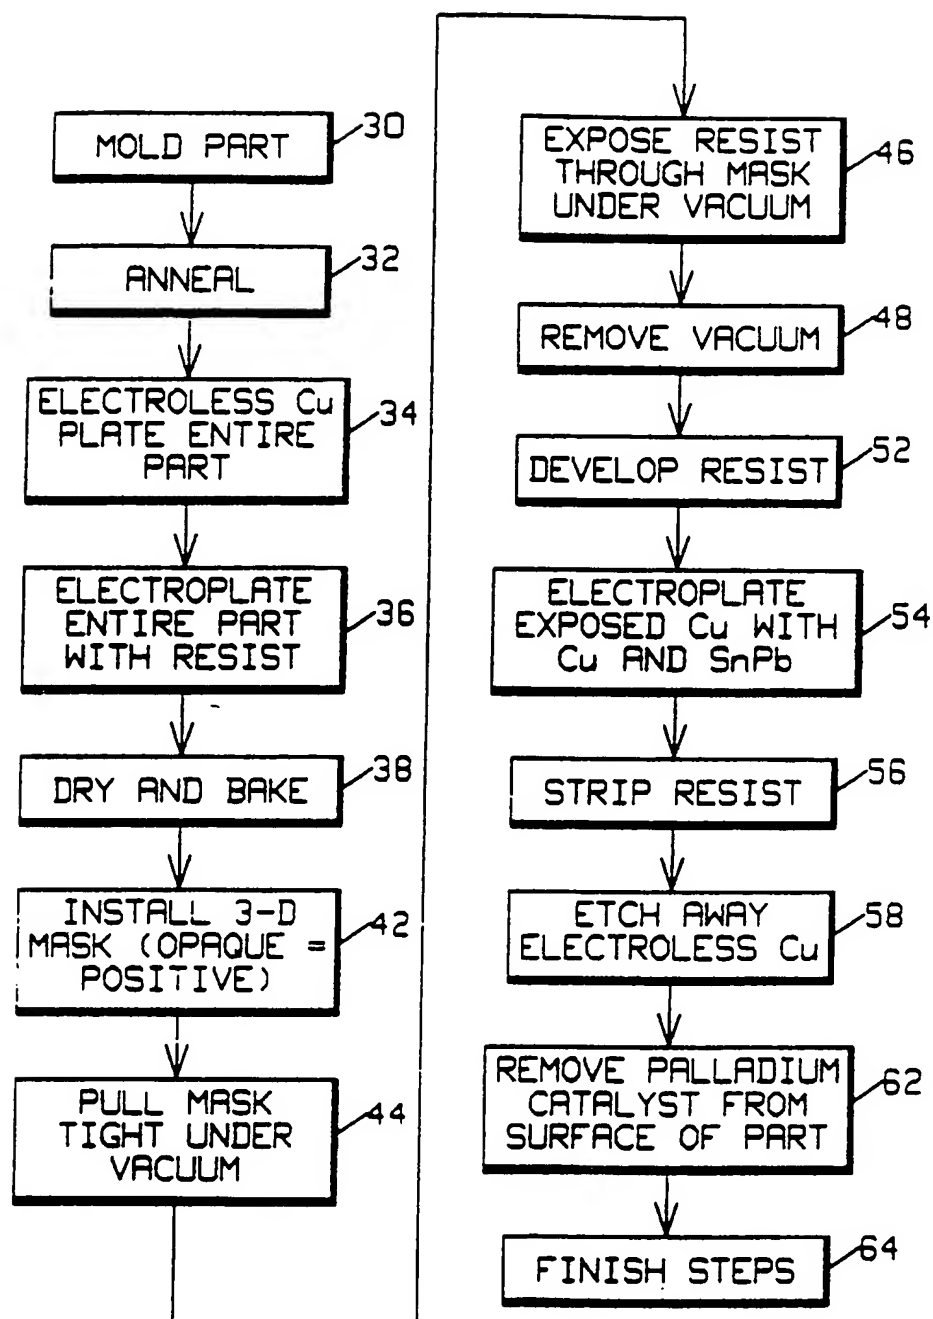 MOLD PART
30
ANNEAL
32
ELECTROLESS Cu
PLATE ENTIRE
PART
34
ELECTROPLATE
ENTIRE PART
WITH RESIST
36
DRY AND BAKE
38
INSTALL 3-D
MASK (OPAQUE =
POSITIVE)
42
PULL MASK
TIGHT UNDER
VACUUM
44
EXPOSE RESIST
THROUGH MASK
UNDER VACUUM
46
REMOVE VACUUM
48
DEVELOP RESIST
52
ELECTROPLATE
EXPOSED Cu WITH
Cu AND SnPb
54
STRIP RESIST
56
ETCH AWAY
ELECTROLESS Cu
58
REMOVE PALLADIUM
CATALYST FROM
SURFACE OF PART
62
FINISH STEPS
64